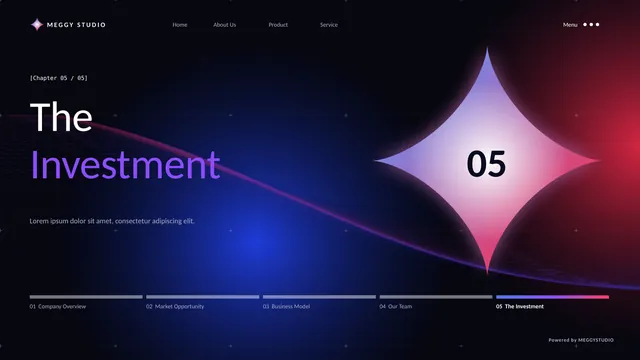 MEGGY STUDIO
Home
About Us
Product
Service
Menu
[Chapter 05 / 05]
The
Investment
05
Lorem ipsum dolor sit amet, consectetur adipiscing elit.
01 Company Overview
02 Market Opportunity
03 Business Model
04 Our Team
05 The Investment
Powered by MEGGYSTUDIO